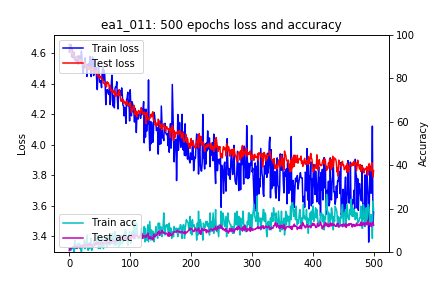 ea1_011: 500 epochs loss and accuracy
Train loss
Test loss
Train acc
Test acc
Loss
4.6
4.4
4.2
4.0
3.8
3.6
3.4
Accuracy
100
80
60
40
20
0
0 100 200 300 400 500